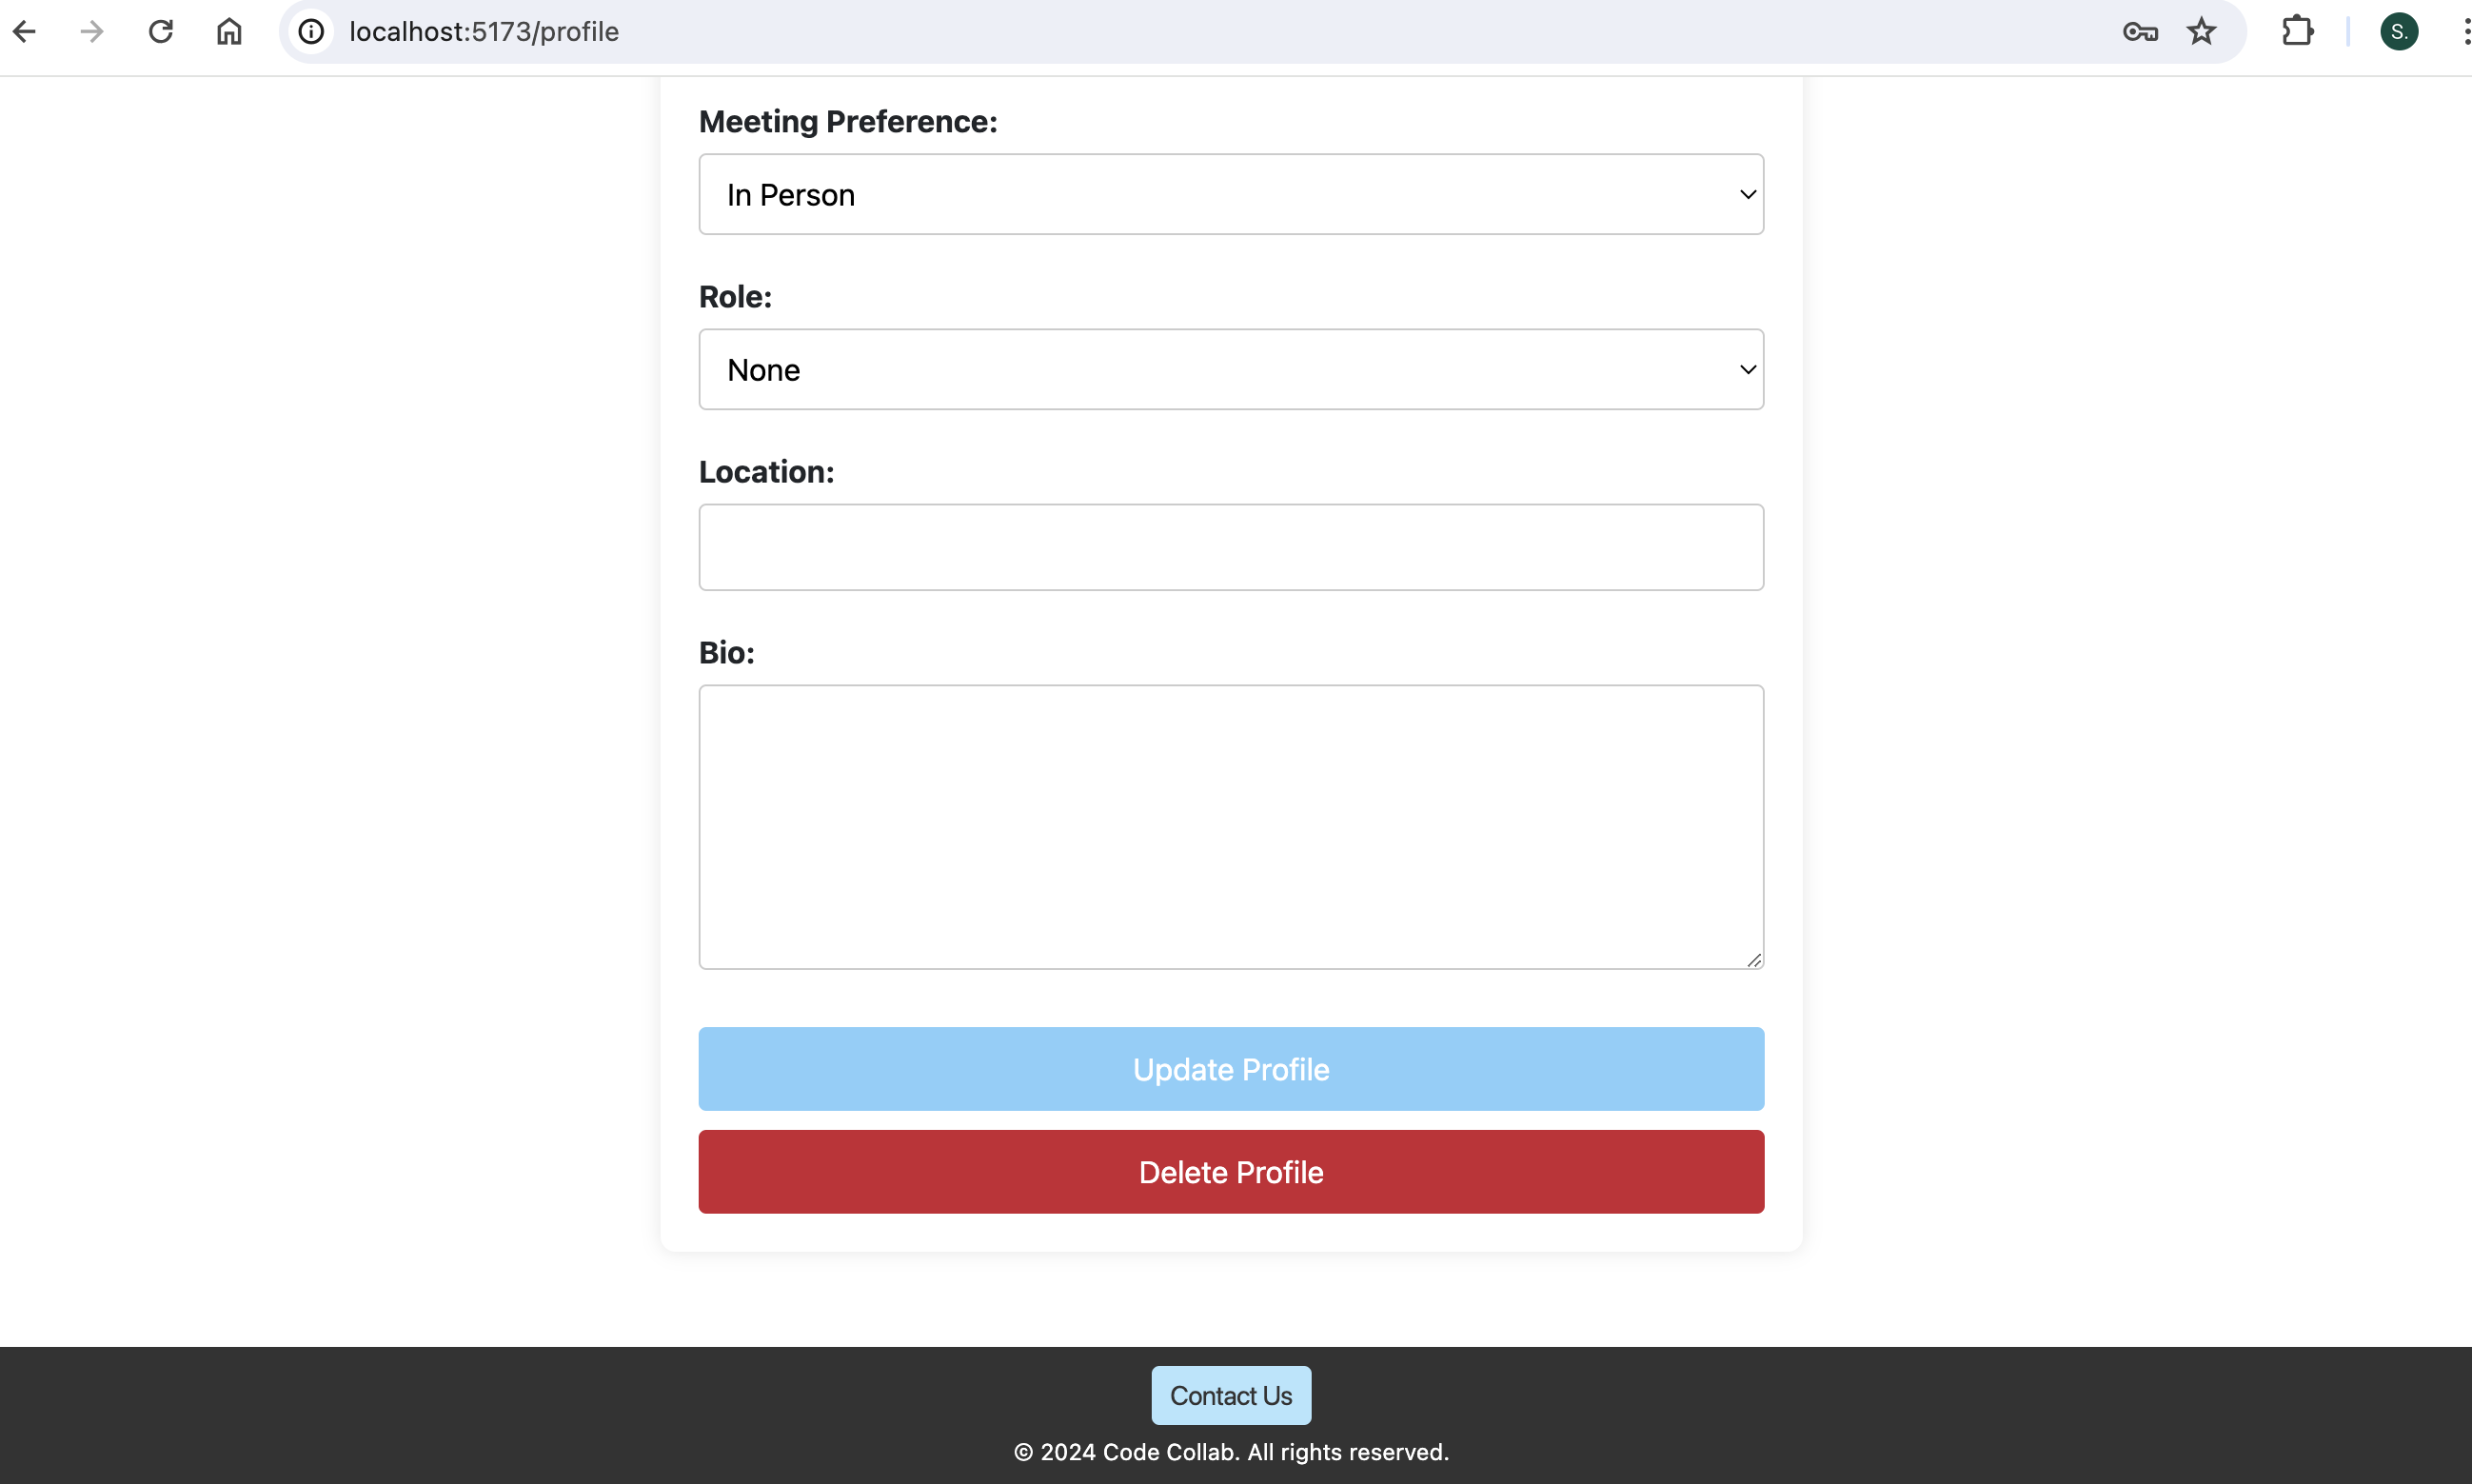 localhost:5173/profile
S.
Meeting Preference:
In Person
Role:
None
Location:
Bio:
Update Profile
Delete Profile
Contact Us
© 2024 Code Collab. All rights reserved.